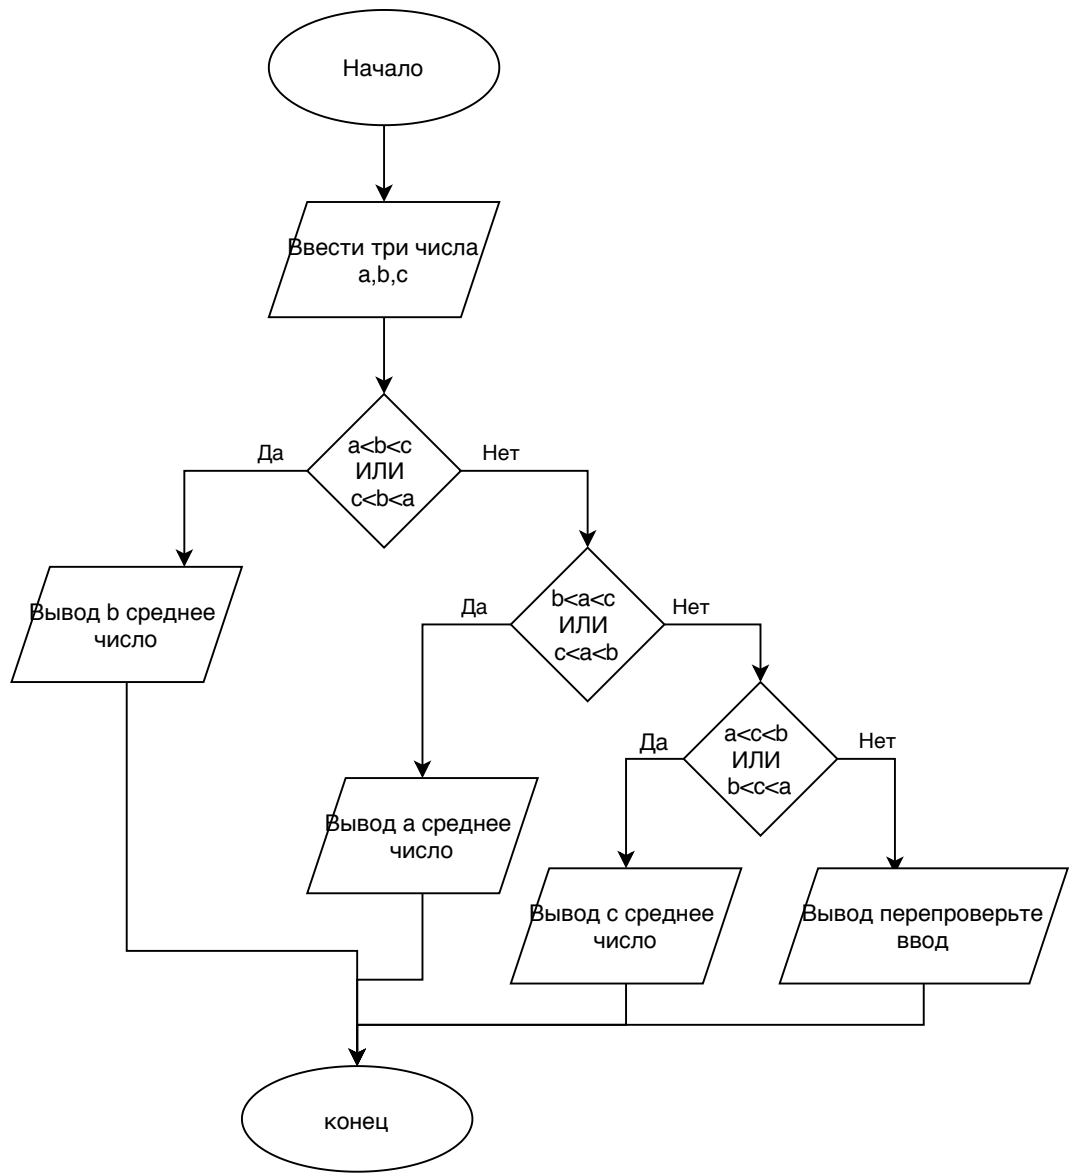 Начало
Ввести три числа
a,b,c
a<b<c
ИЛИ
c<b<a
Да
Нет
Вывод b среднее
число
b<a<c
ИЛИ
c<a<b
Да
Нет
Вывод a среднее
число
a<c<b
ИЛИ
b<c<a
Да
Нет
Вывод c среднее
число
Вывод перепроверьте
ввод
конец